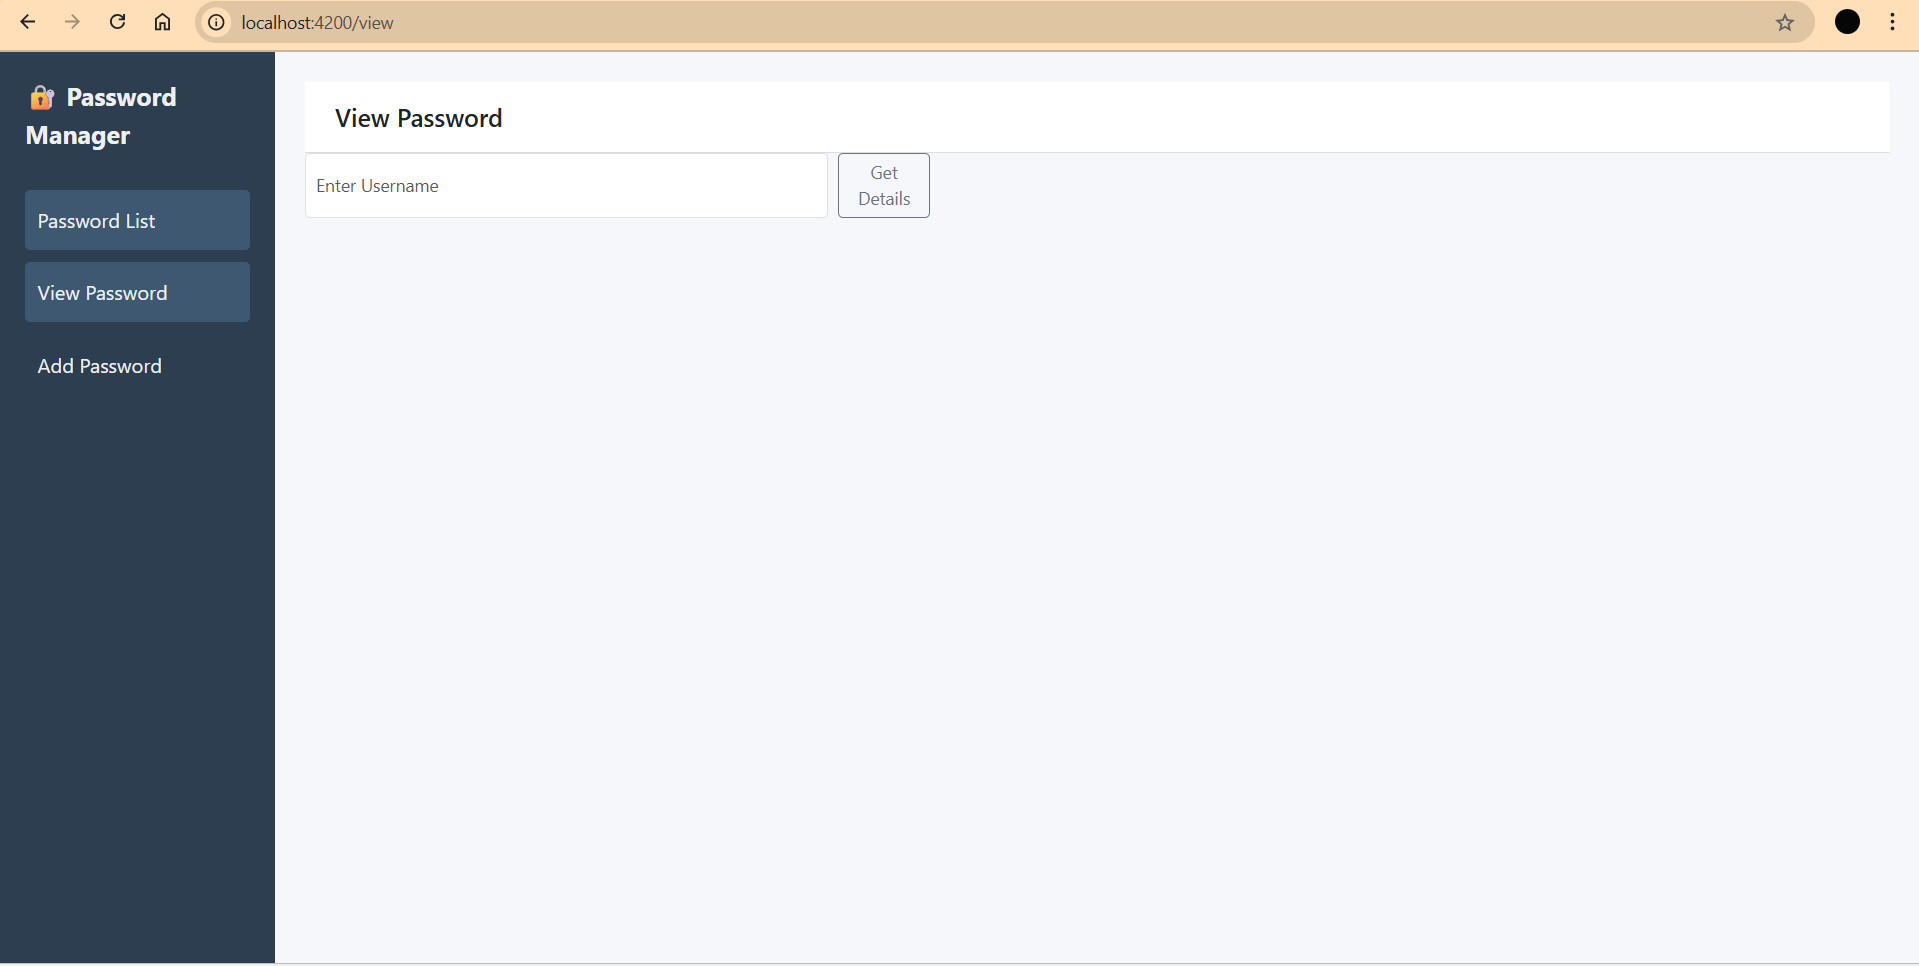 localhost:4200/view
Password
Manager
Password List
View Password
Add Password
View Password
Enter Username
Get
Details